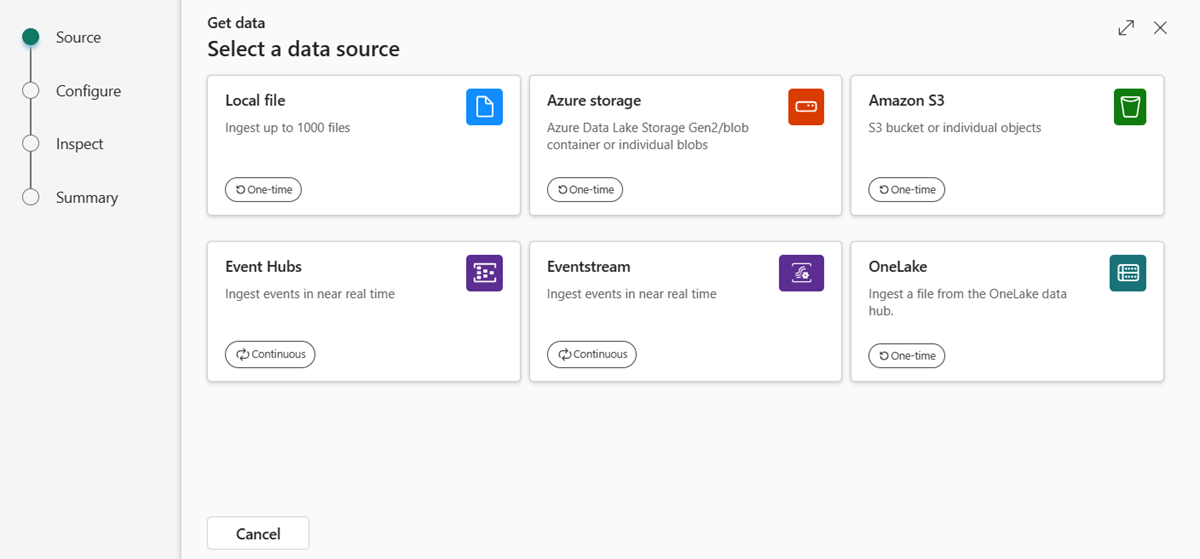 Source
Configure
Inspect
Summary
Get data
Select a data source
Local file
Ingest up to 1000 files
One-time
Azure storage
Azure Data Lake Storage Gen2/blob
container or individual blobs
One-time
Amazon S3
S3 bucket or individual objects
One-time
Event Hubs
Ingest events in near real time
Continuous
Eventstream
Ingest events in near real time
Continuous
OneLake
Ingest a file from the OneLake data
hub.
One-time
Cancel